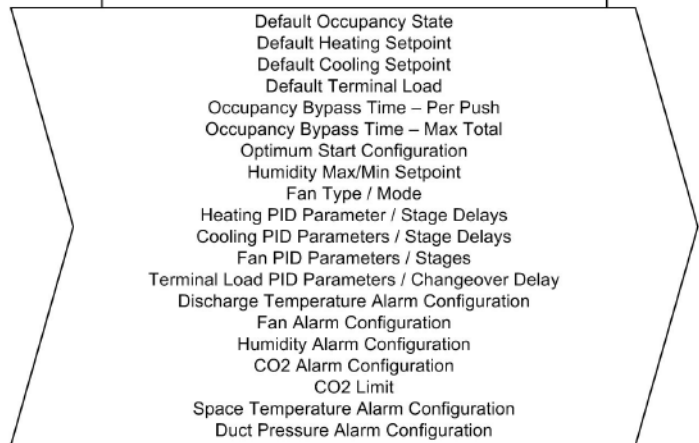 Default Occupancy State
Default Heating Setpoint
Default Cooling Setpoint
Default Terminal Load
Occupancy Bypass Time – Per Push
Occupancy Bypass Time – Max Total
Optimum Start Configuration
Humidity Max/Min Setpoint
Fan Type / Mode
Heating PID Parameter / Stage Delays
Cooling PID Parameters / Stage Delays
Fan PID Parameters / Stages
Terminal Load PID Parameters / Changeover Delay
Discharge Temperature Alarm Configuration
Fan Alarm Configuration
Humidity Alarm Configuration
CO2 Alarm Configuration
CO2 Limit
Space Temperature Alarm Configuration
Duct Pressure Alarm Configuration